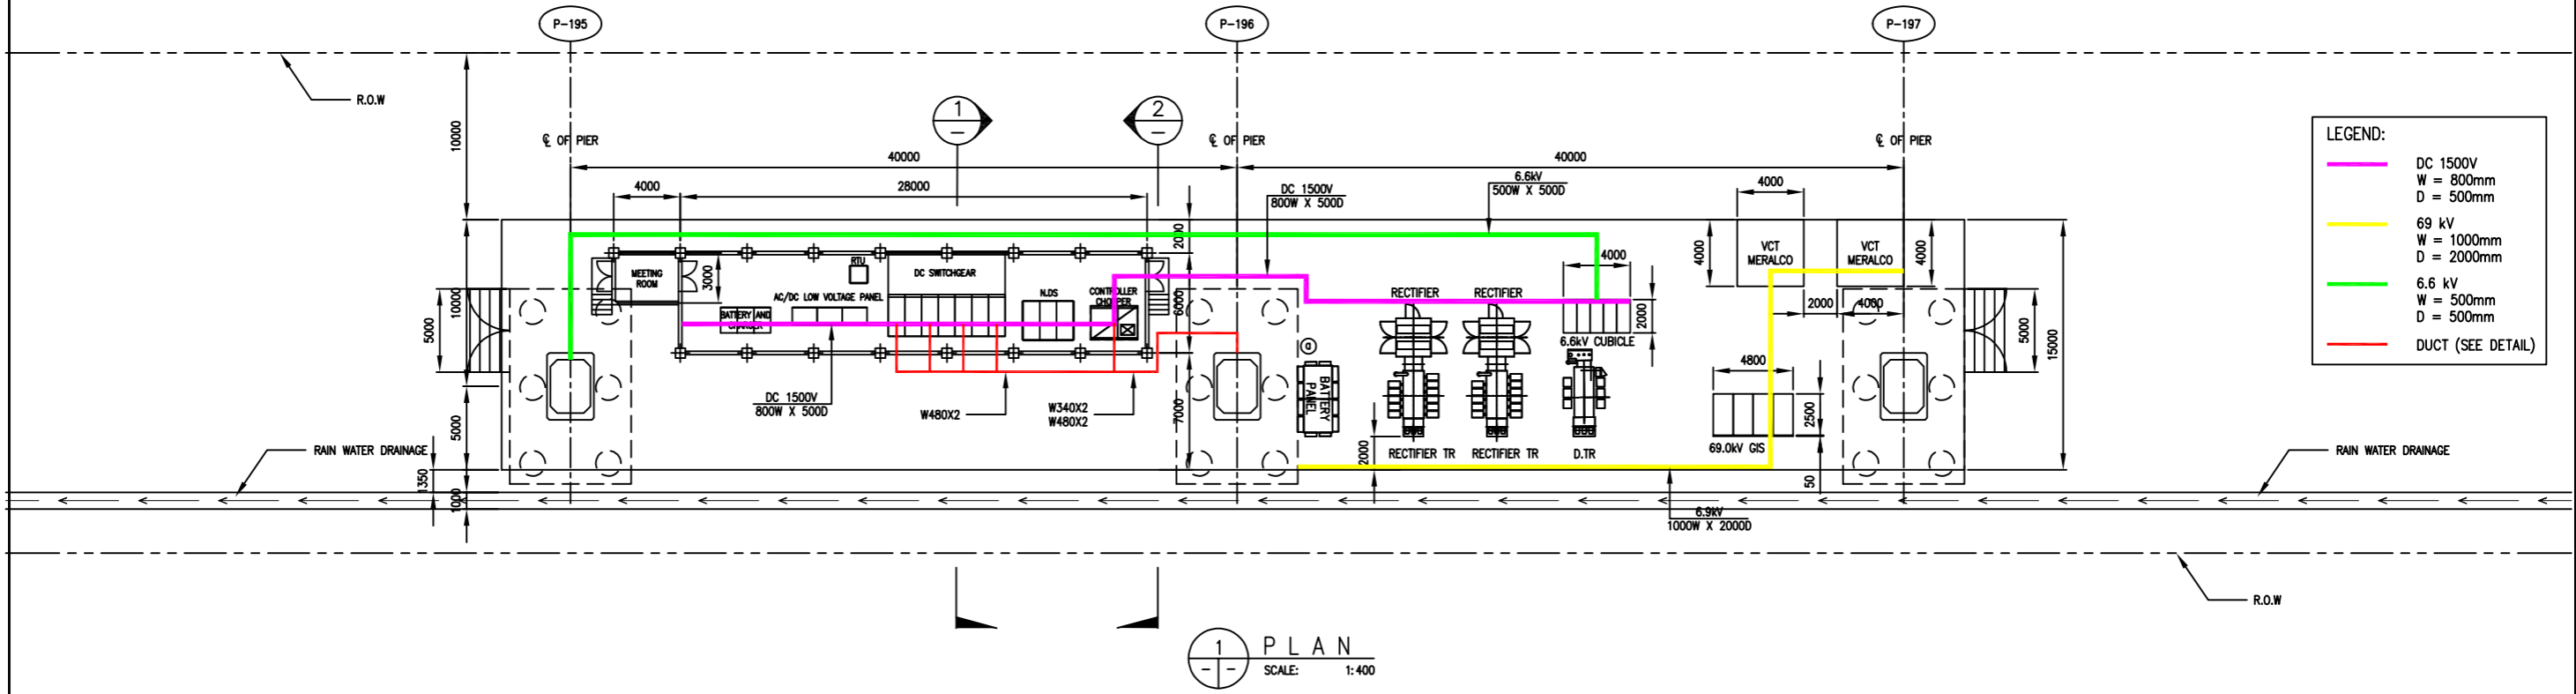 P-195
P-196
P-197
R.O.W
10000
1
-
2
-
℄ OF PIER
℄ OF PIER
℄ OF PIER
40000
40000
4000
28000
DC 1500V
800W X 500D
6.6kV
500W X 500D
4000
LEGEND:
DC 1500V
W = 800mm
D = 500mm
69 kV
W = 1000mm
D = 2000mm
6.6 kV
W = 500mm
D = 500mm
DUCT (SEE DETAIL)
2000
4000
VCT
MERALCO
VCT
MERALCO
4000
4000
MEETING
ROOM
3000
RTU
DC SWITCHGEAR
AC/DC LOW VOLTAGE PANEL
BATTERY AND
CHARGER
N.DS
CONTROLLER
CHOPPER
6000
RECTIFIER
RECTIFIER
2000
6.6kV CUBICLE
2000
4000
10000
5000
5000
15000
a
BATTERY
PANEL
4800
2500
DC 1500V
800W X 500D
W480X2
W340X2
W480X2
7000
5000
2000
RECTIFIER TR
RECTIFIER TR
D.TR
69.0kV GIS
50
RAIN WATER DRAINAGE
RAIN WATER DRAINAGE
1350
1000
6.9kV
1000W X 2000D
R.O.W
1
- -
PLAN
SCALE: 1:400